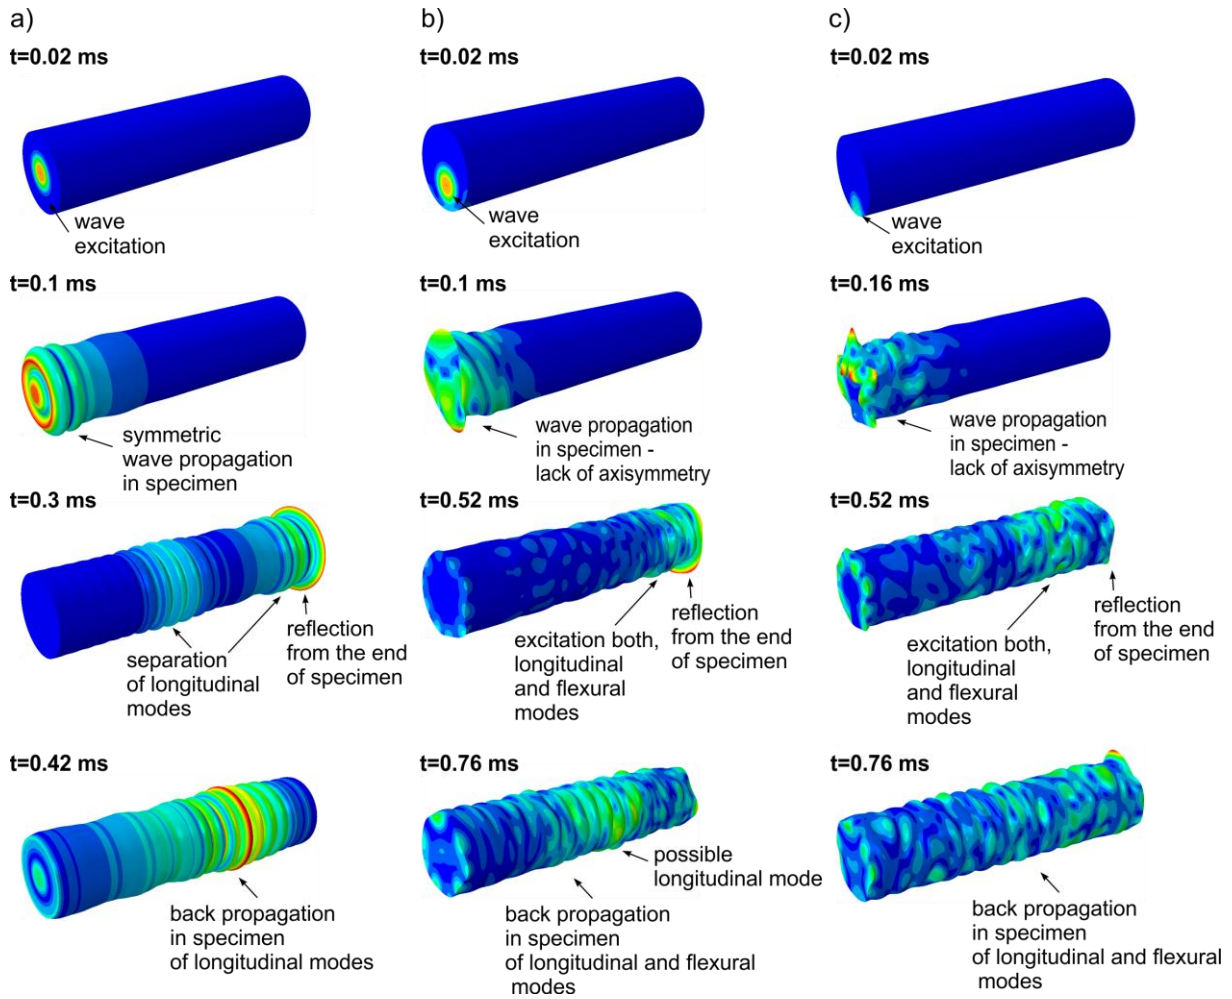 a)
t=0.02 ms
wave
excitation
t=0.1 ms
symmetric
wave propagation
in specimen
t=0.3 ms
separation
of longitudinal
modes
reflection
from the end
of specimen
t=0.42 ms
back propagation
in specimen
of longitudinal modes
b)
t=0.02 ms
wave
excitation
t=0.1 ms
wave propagation
in specimen -
lack of axisymmetry
t=0.52 ms
excitation both,
longitudinal
and flexural
modes
reflection
from the end
of specimen
t=0.76 ms
possible
longitudinal mode
back propagation
in specimen
of longitudinal and flexural
modes
c)
t=0.02 ms
wave
excitation
t=0.16 ms
wave propagation
in specimen -
lack of axisymmetry
t=0.52 ms
excitation both,
longitudinal
and flexural
modes
reflection
from the end
of specimen
t=0.76 ms
back propagation
in specimen
of longitudinal and flexural
modes